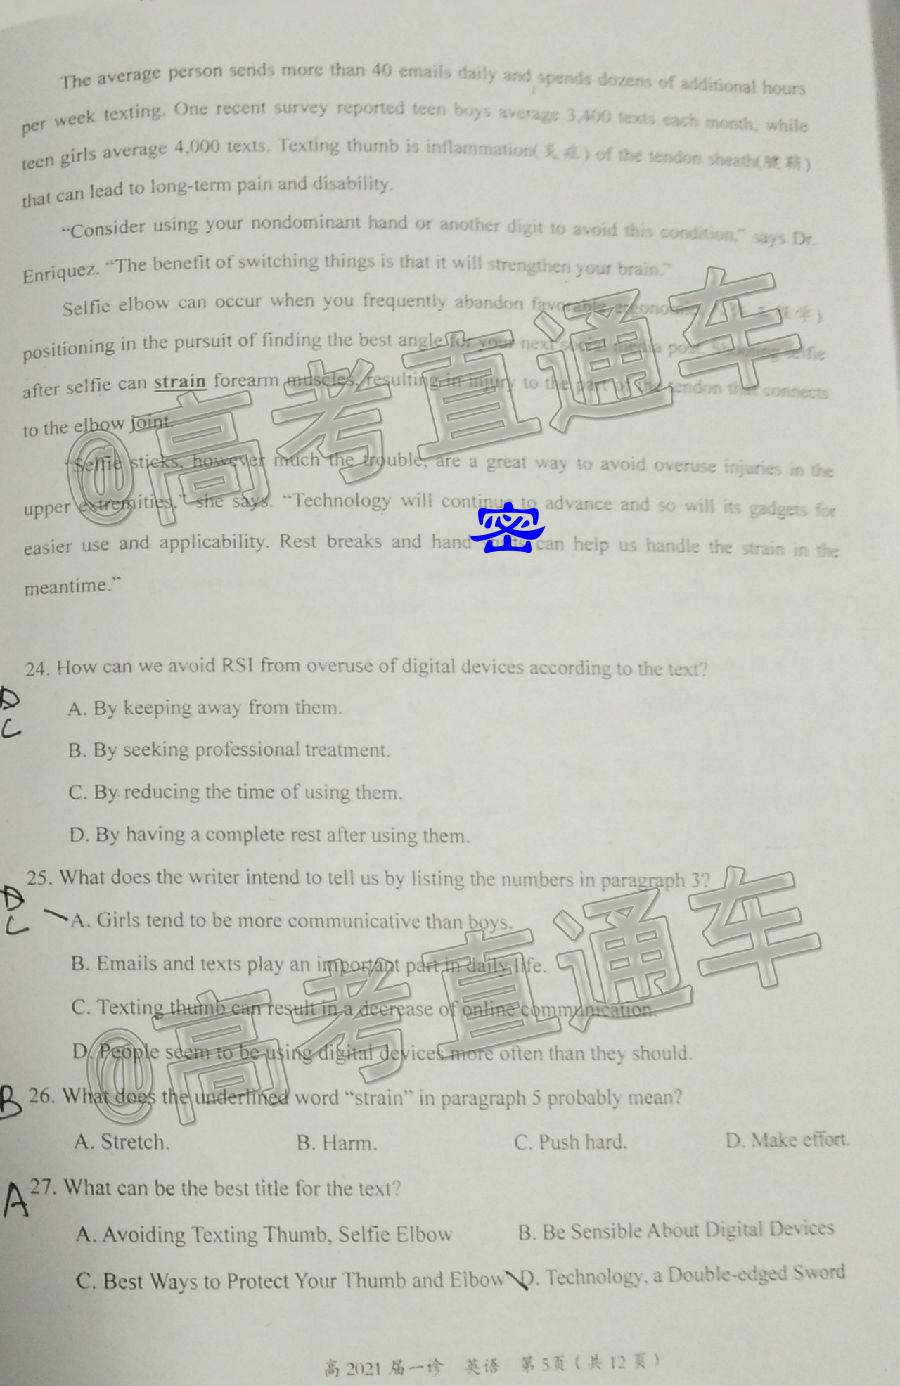 The average person sends more than 40 emails daily and spends dozens of additional hours
per week texting. One recent survey reported teen boys average 3,400 texts each month, while
teen girls average 4,000 texts. Texting thumb is inflammation(炎症) of the tendon sheath(腱鞘)
that can lead to long-term pain and disability.
“Consider using your nondominant hand or another digit to avoid this condition,” says Dr.
Enriquez. “The benefit of switching things is that it will strengthen your brain.”
Selfie elbow can occur when you frequently abandon favorable
positioning in the pursuit of finding the best angle for your next social media post. Shooting selfie
after selfie can strain forearm muscles, resulting in injury to the part of the tendon that connects
to the elbow joint.
“Selfie sticks, however much the trouble, are a great way to avoid overuse injuries in the
upper extremities,” she says. “Technology will continue to advance and so will its gadgets for
easier use and applicability. Rest breaks and hand 密 can help us handle the strain in the
meantime.”
24. How can we avoid RSI from overuse of digital devices according to the text?
D
A. By keeping away from them.
C
B. By seeking professional treatment.
C. By reducing the time of using them.
D. By having a complete rest after using them.
25. What does the writer intend to tell us by listing the numbers in paragraph 3?
D
A. Girls tend to be more communicative than boys.
C
B. Emails and texts play an important part in daily life.
C. Texting thumb can result in a decrease of online communication.
D. People seem to be using digital devices more often than they should.
B 26. What does the underlined word “strain” in paragraph 5 probably mean?
A. Stretch. B. Harm. C. Push hard. D. Make effort.
A 27. What can be the best title for the text?
A. Avoiding Texting Thumb, Selfie Elbow B. Be Sensible About Digital Devices
C. Best Ways to Protect Your Thumb and Elbow D. Technology, a Double-edged Sword
高 2021 届一诊 英语 第5页(共12页)
@高考直通车
@高考直通车